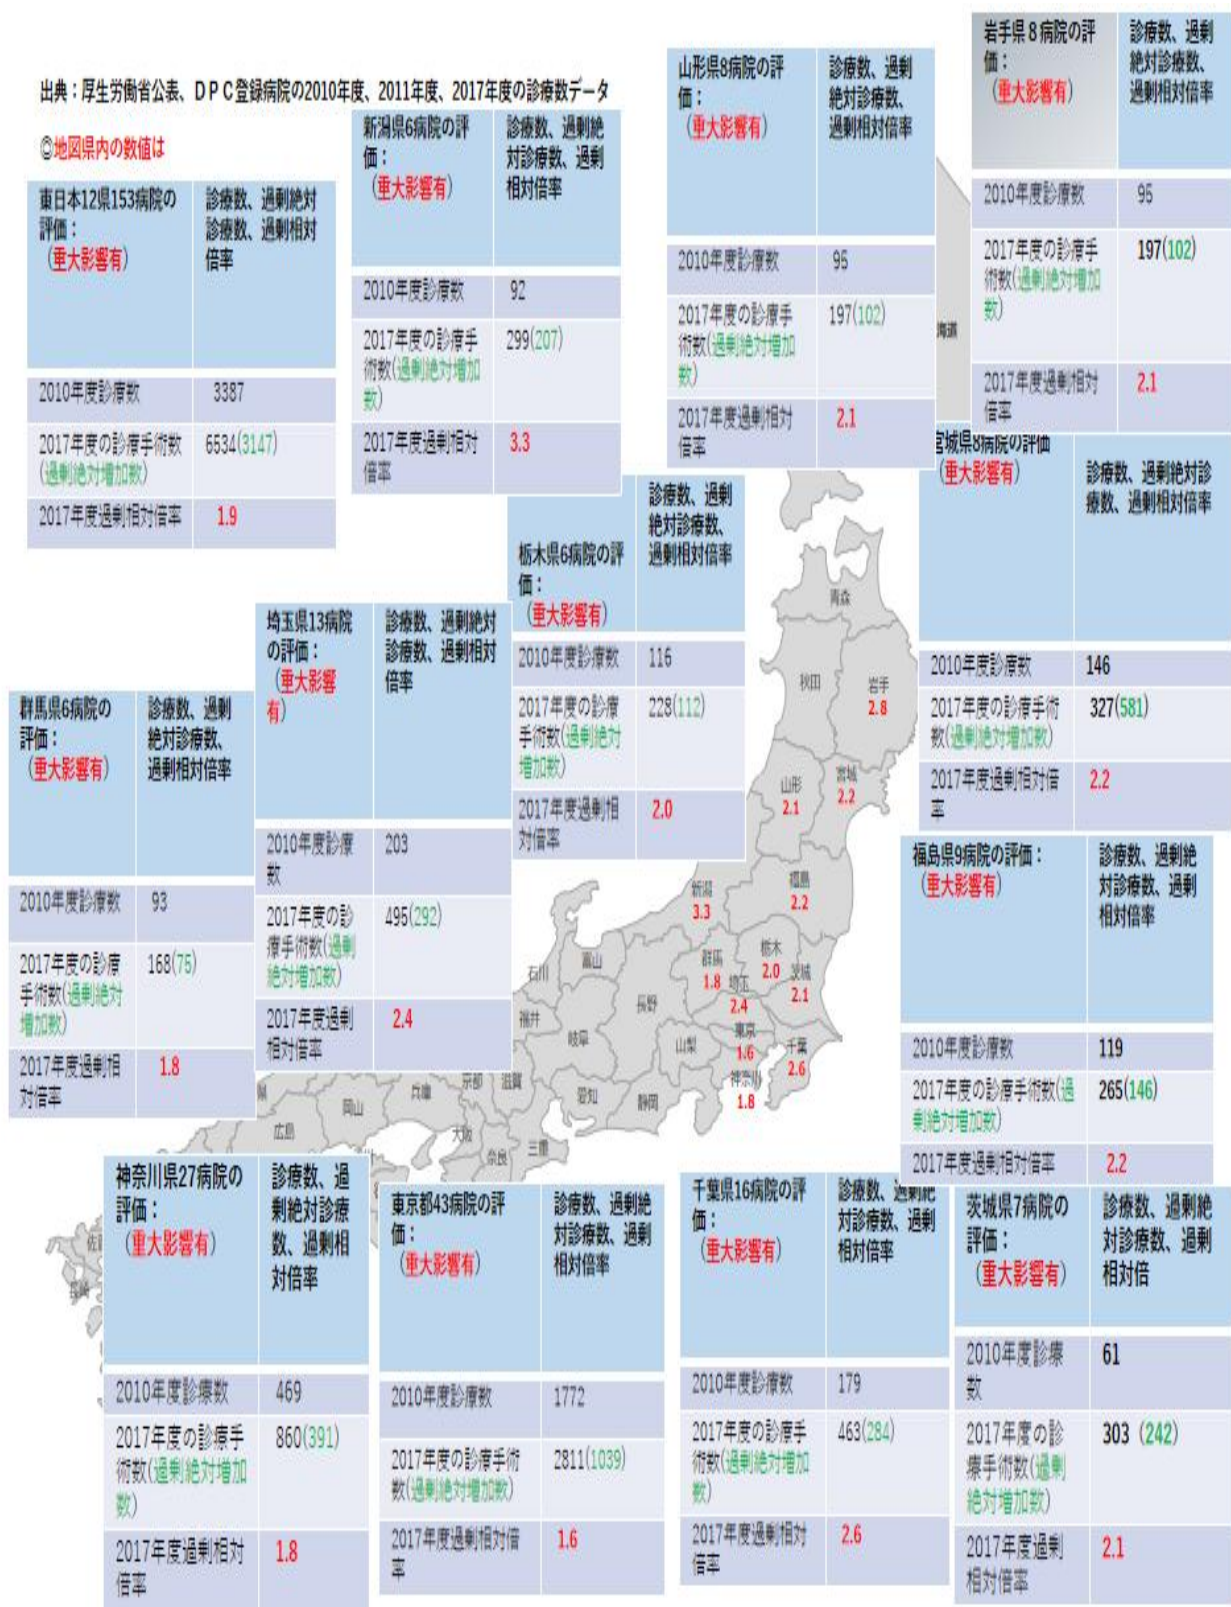 出典：厚生労働省公表、DPC登録病院の2010年度、2011年度、2017年度の診療数データ
◎地図県内の数値は
東日本12県153病院の
評価：
（重大影響有）
診療数、過剰絶対
診療数、過剰相対
倍率
2010年度診療数
3387
2017年度の診療手術数
(過剰絶対増加数)
6534(3147)
2017年度過剰相対倍率
1.9
新潟県6病院の評
価：
（重大影響有）
診療数、過剰絶
対診療数、過剰
相対倍率
2010年度診療数
92
2017年度の診療手
術数(過剰絶対増加
数)
299(207)
2017年度過剰相対
倍率
3.3
山形県8病院の評
価：
（重大影響有）
診療数、過剰
絶対診療数、
過剰相対倍率
2010年度診療数
95
2017年度の診療手
術数(過剰絶対増加
数)
197(102)
2017年度過剰相対
倍率
2.1
岩手県８病院の評
価：
（重大影響有）
診療数、過剰
絶対診療数、
過剰相対倍率
2010年度診療数
95
2017年度の診療手
術数(過剰絶対増加
数)
197(102)
2017年度過剰相対
倍率
2.1
海道
宮城県8病院の評価
（重大影響有）
診療数、過剰絶対診
療数、過剰相対倍率
2010年度診療数
146
2017年度の診療手術
数(過剰絶対増加数)
327(581)
2017年度過剰相対倍
率
2.2
栃木県6病院の評
価：
（重大影響有）
診療数、過剰
絶対診療数、
過剰相対倍率
2010年度診療数
116
2017年度の診療
手術数(過剰絶対
増加数)
228(112)
2017年度過剰相
対倍率
2.0
埼玉県13病院
の評価：
（重大影響
有）
診療数、過剰絶対
診療数、過剰相対
倍率
2010年度診療
数
203
2017年度の診
療手術数(過剰
絶対増加数)
495(292)
2017年度過剰
相対倍率
2.4
群馬県6病院の
評価：
（重大影響有）
診療数、過剰
絶対診療数、
過剰相対倍率
2010年度診療数
93
2017年度の診療
手術数(過剰絶対
増加数)
168(75)
2017年度過剰相
対倍率
1.8
福島県9病院の評価：
（重大影響有）
診療数、過剰絶
対診療数、過剰
相対倍率
2010年度診療数
119
2017年度の診療手術数(過
剰絶対増加数)
265(146)
2017年度過剰相対倍率
2.2
青森
秋田
岩手
2.8
山形
2.1
宮城
2.2
新潟
3.3
福島
2.2
群馬
1.8
栃木
2.0
茨城
2.1
埼玉
2.4
東京
1.6
千葉
2.6
神奈川
1.8
石川
富山
長野
福井
岐阜
山梨
静岡
愛知
滋賀
京都
兵庫
岡山
広島
大阪
奈良
三重
長崎
神奈川県27病院の
評価：
（重大影響有）
診療数、過
剰絶対診療
数、過剰相
対倍率
2010年度診療数
469
2017年度の診療手
術数(過剰絶対増加
数)
860(391)
2017年度過剰相対
倍率
1.8
東京都43病院の評
価：
（重大影響有）
診療数、過剰絶
対診療数、過剰
相対倍率
2010年度診療数
1772
2017年度の診療手術
数(過剰絶対増加数)
2811(1039)
2017年度過剰相対倍
率
1.6
千葉県16病院の評
価：
（重大影響有）
診療数、過剰絶
対診療数、過剰
相対倍率
2010年度診療数
179
2017年度の診療手
術数(過剰絶対増加
数)
463(284)
2017年度過剰相対
倍率
2.6
茨城県7病院の
評価：
（重大影響有）
診療数、過剰絶
対診療数、過剰
相対倍
2010年度診療
数
61
2017年度の診
療手術数(過剰
絶対増加数)
303 (242)
2017年度過剰
相対倍率
2.1